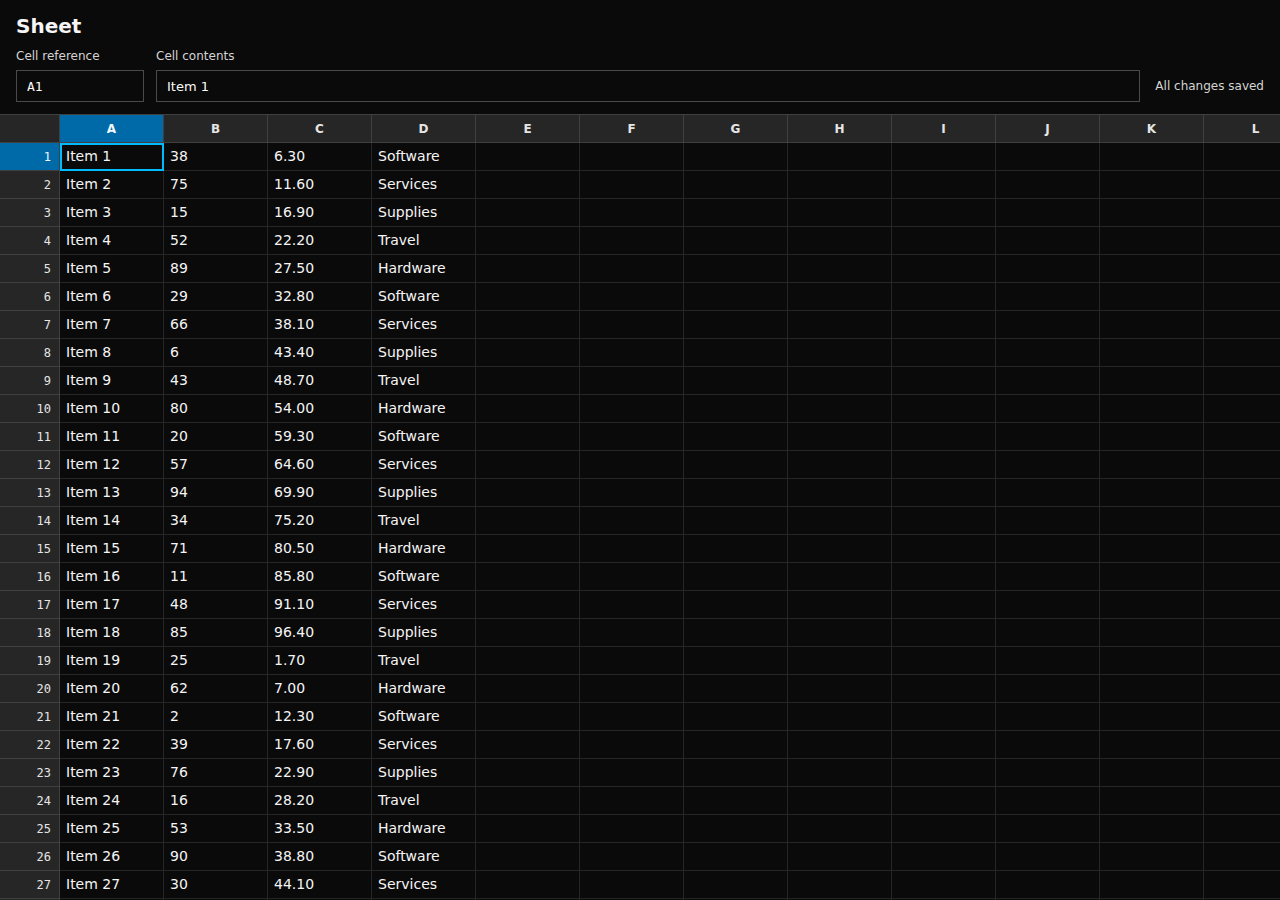 Sheet
Cell reference Cell contents
A1 Item 1 All changes saved
A B C D E F G H I J K L
1 Item 1 38 6.30 Software
2 Item 2 75 11.60 Services
3 Item 3 15 16.90 Supplies
4 Item 4 52 22.20 Travel
5 Item 5 89 27.50 Hardware
6 Item 6 29 32.80 Software
7 Item 7 66 38.10 Services
8 Item 8 6 43.40 Supplies
9 Item 9 43 48.70 Travel
10 Item 10 80 54.00 Hardware
11 Item 11 20 59.30 Software
12 Item 12 57 64.60 Services
13 Item 13 94 69.90 Supplies
14 Item 14 34 75.20 Travel
15 Item 15 71 80.50 Hardware
16 Item 16 11 85.80 Software
17 Item 17 48 91.10 Services
18 Item 18 85 96.40 Supplies
19 Item 19 25 1.70 Travel
20 Item 20 62 7.00 Hardware
21 Item 21 2 12.30 Software
22 Item 22 39 17.60 Services
23 Item 23 76 22.90 Supplies
24 Item 24 16 28.20 Travel
25 Item 25 53 33.50 Hardware
26 Item 26 90 38.80 Software
27 Item 27 30 44.10 Services